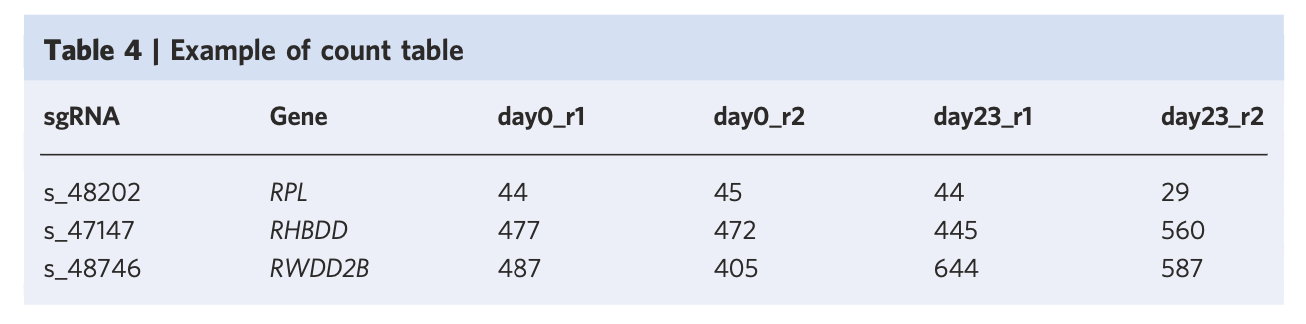 Table 4 | Example of count table
sgRNA Gene day0_r1 day0_r2 day23_r1 day23_r2
s_48202 RPL 44 45 44 29
s_47147 RHBDD 477 472 445 560
s_48746 RWDD2B 487 405 644 587